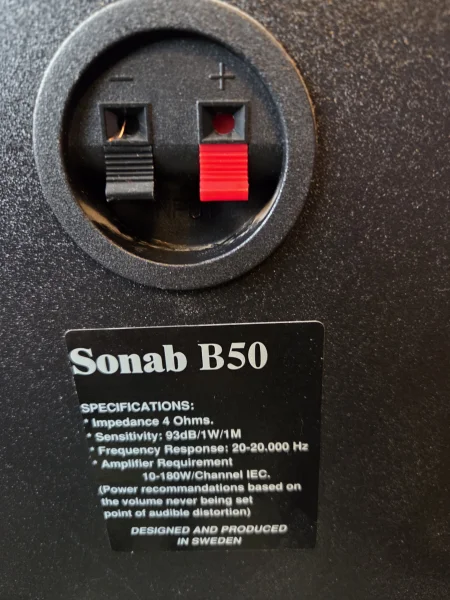 − +
Sonab B50
SPECIFICATIONS:
* Impedance 4 Ohms.
* Sensitivity: 93dB/1W/1M
* Frequency Response: 20-20.000 Hz
* Amplifier Requirement
10-180W/Channel IEC.
(Power recommandations based on
the volume never being set
point of audible distortion)
DESIGNED AND PRODUCED
IN SWEDEN